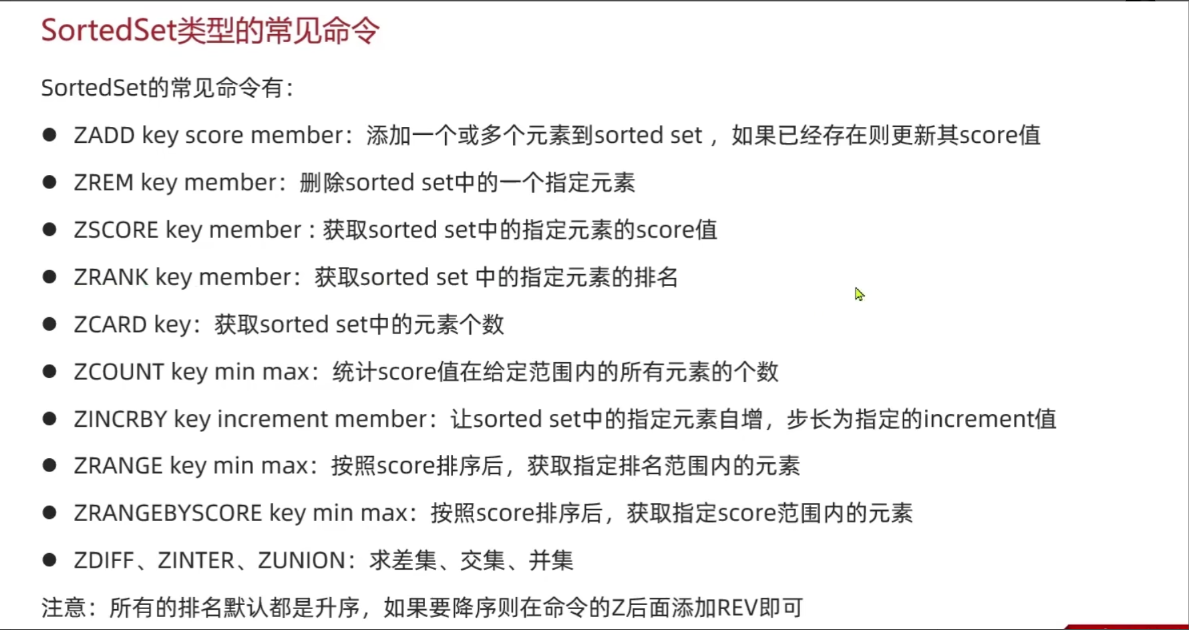 SortedSet类型的常见命令
SortedSet的常见命令有：
● ZADD key score member：添加一个或多个元素到sorted set ，如果已经存在则更新其score值
● ZREM key member：删除sorted set中的一个指定元素
● ZSCORE key member : 获取sorted set中的指定元素的score值
● ZRANK key member：获取sorted set 中的指定元素的排名
● ZCARD key：获取sorted set中的元素个数
● ZCOUNT key min max：统计score值在给定范围内的所有元素的个数
● ZINCRBY key increment member：让sorted set中的指定元素自增，步长为指定的increment值
● ZRANGE key min max：按照score排序后，获取指定排名范围内的元素
● ZRANGEBYSCORE key min max：按照score排序后，获取指定score范围内的元素
● ZDIFF、ZINTER、ZUNION：求差集、交集、并集
注意：所有的排名默认都是升序，如果要降序则在命令的Z后面添加REV即可